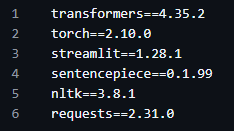 1 transformers==4.35.2
2 torch==2.10.0
3 streamlit==1.28.1
4 sentencepiece==0.1.99
5 nltk==3.8.1
6 requests==2.31.0